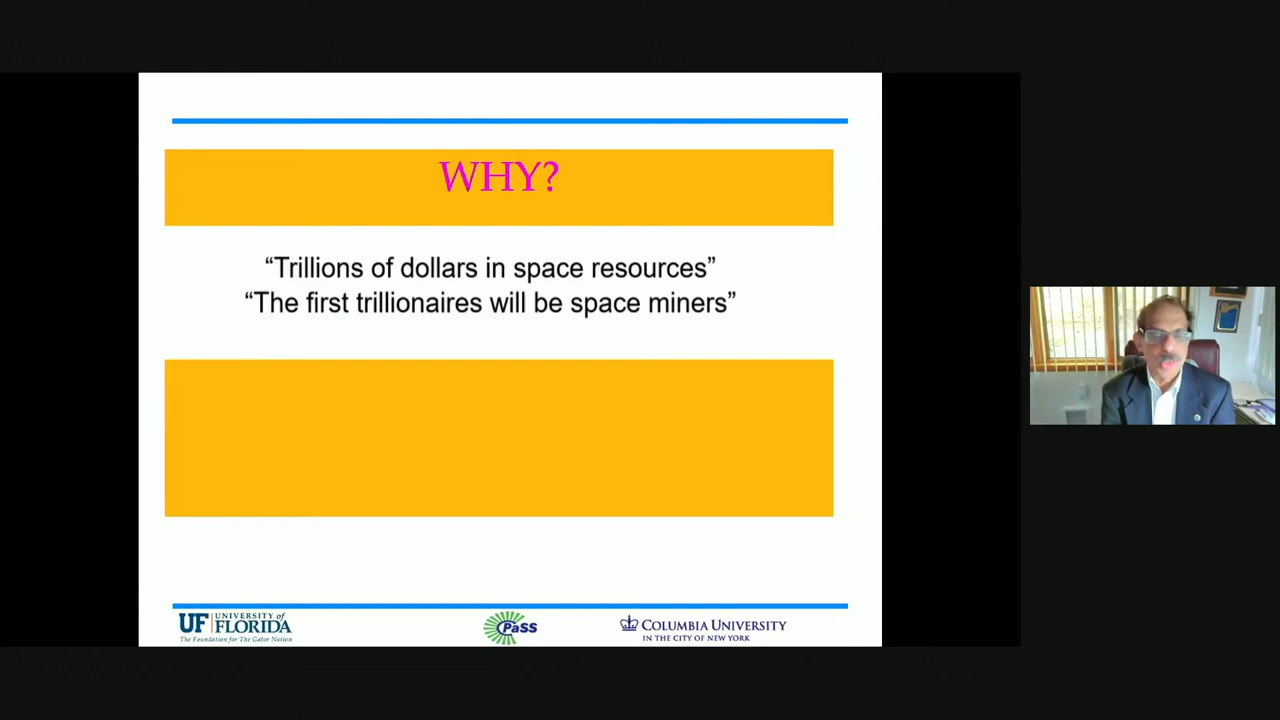 WHY?
“Trillions of dollars in space resources”
“The first trillionaires will be space miners”
UF UNIVERSITY of FLORIDA
The Foundation for The Gator Nation
CPaSS
COLUMBIA UNIVERSITY
IN THE CITY OF NEW YORK